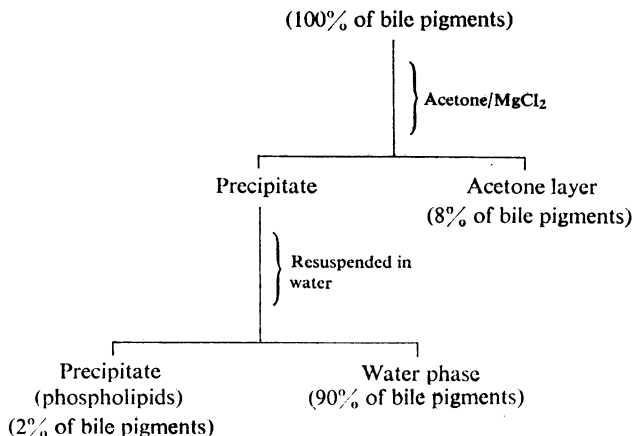 (100% of bile pigments)
Acetone/MgCl₂
Precipitate
Acetone layer
(8% of bile pigments)
Resuspended in
water
Precipitate
(phospholipids)
(2% of bile pigments)
Water phase
(90% of bile pigments)